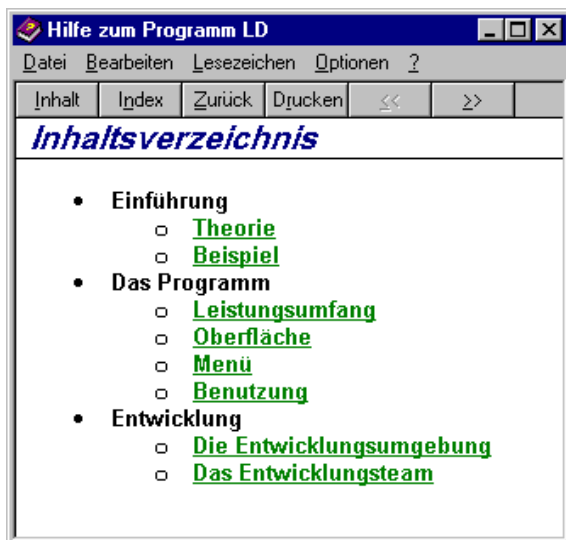 Hilfe zum Programm LD
Datei Bearbeiten Lesezeichen Optionen ?
Inhalt Index Zurück Drucken << >>
Inhaltsverzeichnis
• Einführung
o Theorie
o Beispiel
• Das Programm
o Leistungsumfang
o Oberfläche
o Menü
o Benutzung
• Entwicklung
o Die Entwicklungsumgebung
o Das Entwicklungsteam